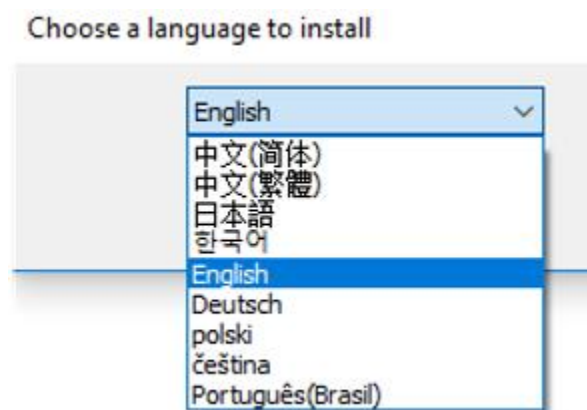 Choose a language to install
English
中文(简体)
中文(繁體)
日本語
한국어
English
Deutsch
polski
čeština
Português(Brasil)